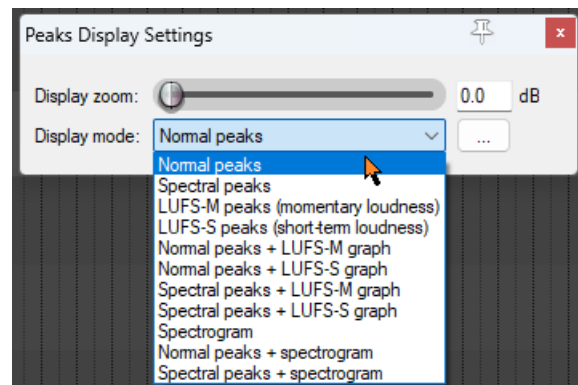 Peaks Display Settings
x
Display zoom: 0.0 dB
Display mode: Normal peaks ...
Normal peaks
Spectral peaks
LUFS-M peaks (momentary loudness)
LUFS-S peaks (short-term loudness)
Normal peaks + LUFS-M graph
Normal peaks + LUFS-S graph
Spectral peaks + LUFS-M graph
Spectral peaks + LUFS-S graph
Spectrogram
Normal peaks + spectrogram
Spectral peaks + spectrogram